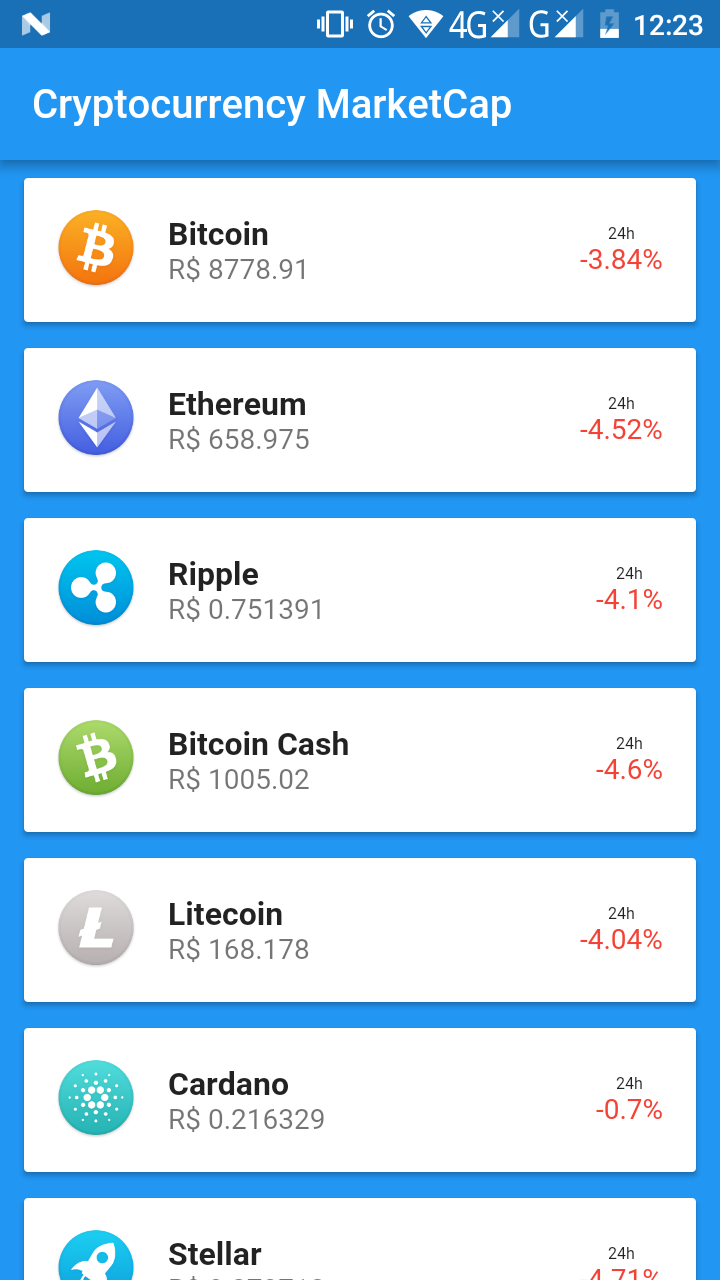 4G G 12:23
Cryptocurrency MarketCap
Bitcoin
R$ 8778.91
24h
-3.84%
Ethereum
R$ 658.975
24h
-4.52%
Ripple
R$ 0.751391
24h
-4.1%
Bitcoin Cash
R$ 1005.02
24h
-4.6%
Litecoin
R$ 168.178
24h
-4.04%
Cardano
R$ 0.216329
24h
-0.7%
Stellar
24h
-4.71%